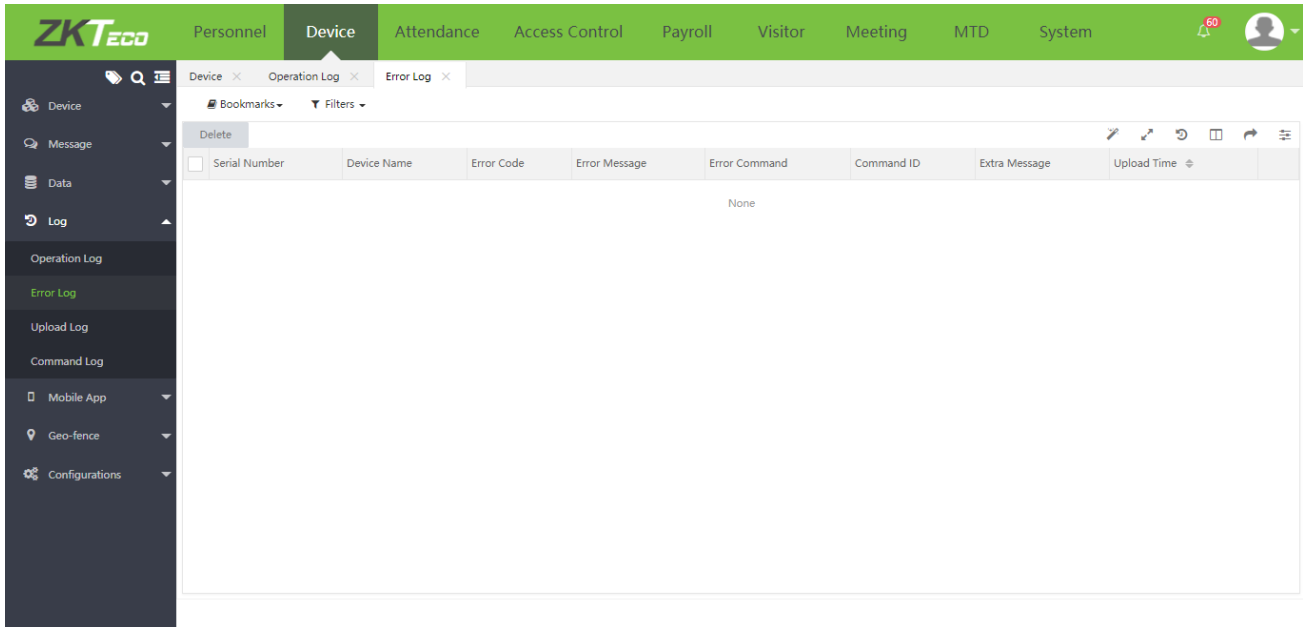 ZKTeco Personnel Device Attendance Access Control Payroll Visitor Meeting MTD System 60
Device Operation Log Error Log
Bookmarks Filters
Delete
Serial Number Device Name Error Code Error Message Error Command Command ID Extra Message Upload Time
None
Device
Message
Data
Log
Operation Log
Error Log
Upload Log
Command Log
Mobile App
Geo-fence
Configurations